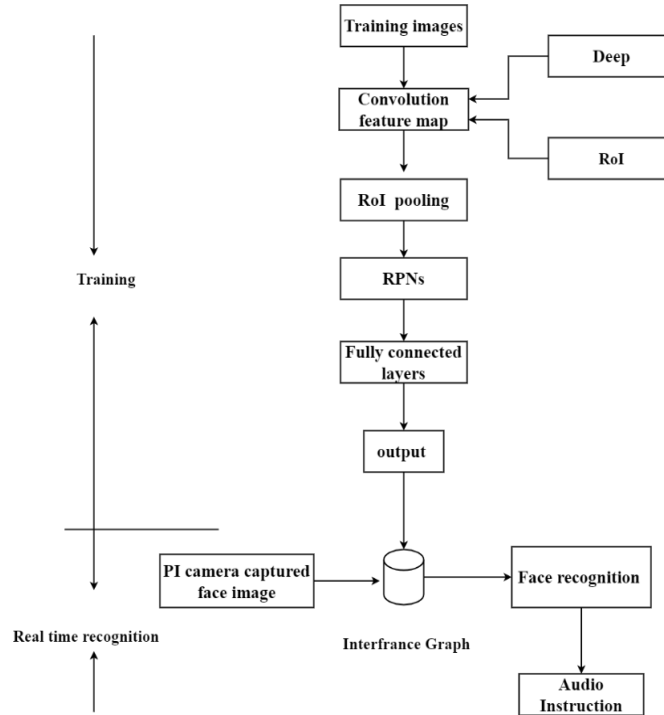 Training images
Deep
Convolution
feature map
RoI
RoI pooling
Training
RPNs
Fully connected
layers
output
PI camera captured
face image
Face recognition
Real time recognition
Interfrance Graph
Audio
Instruction